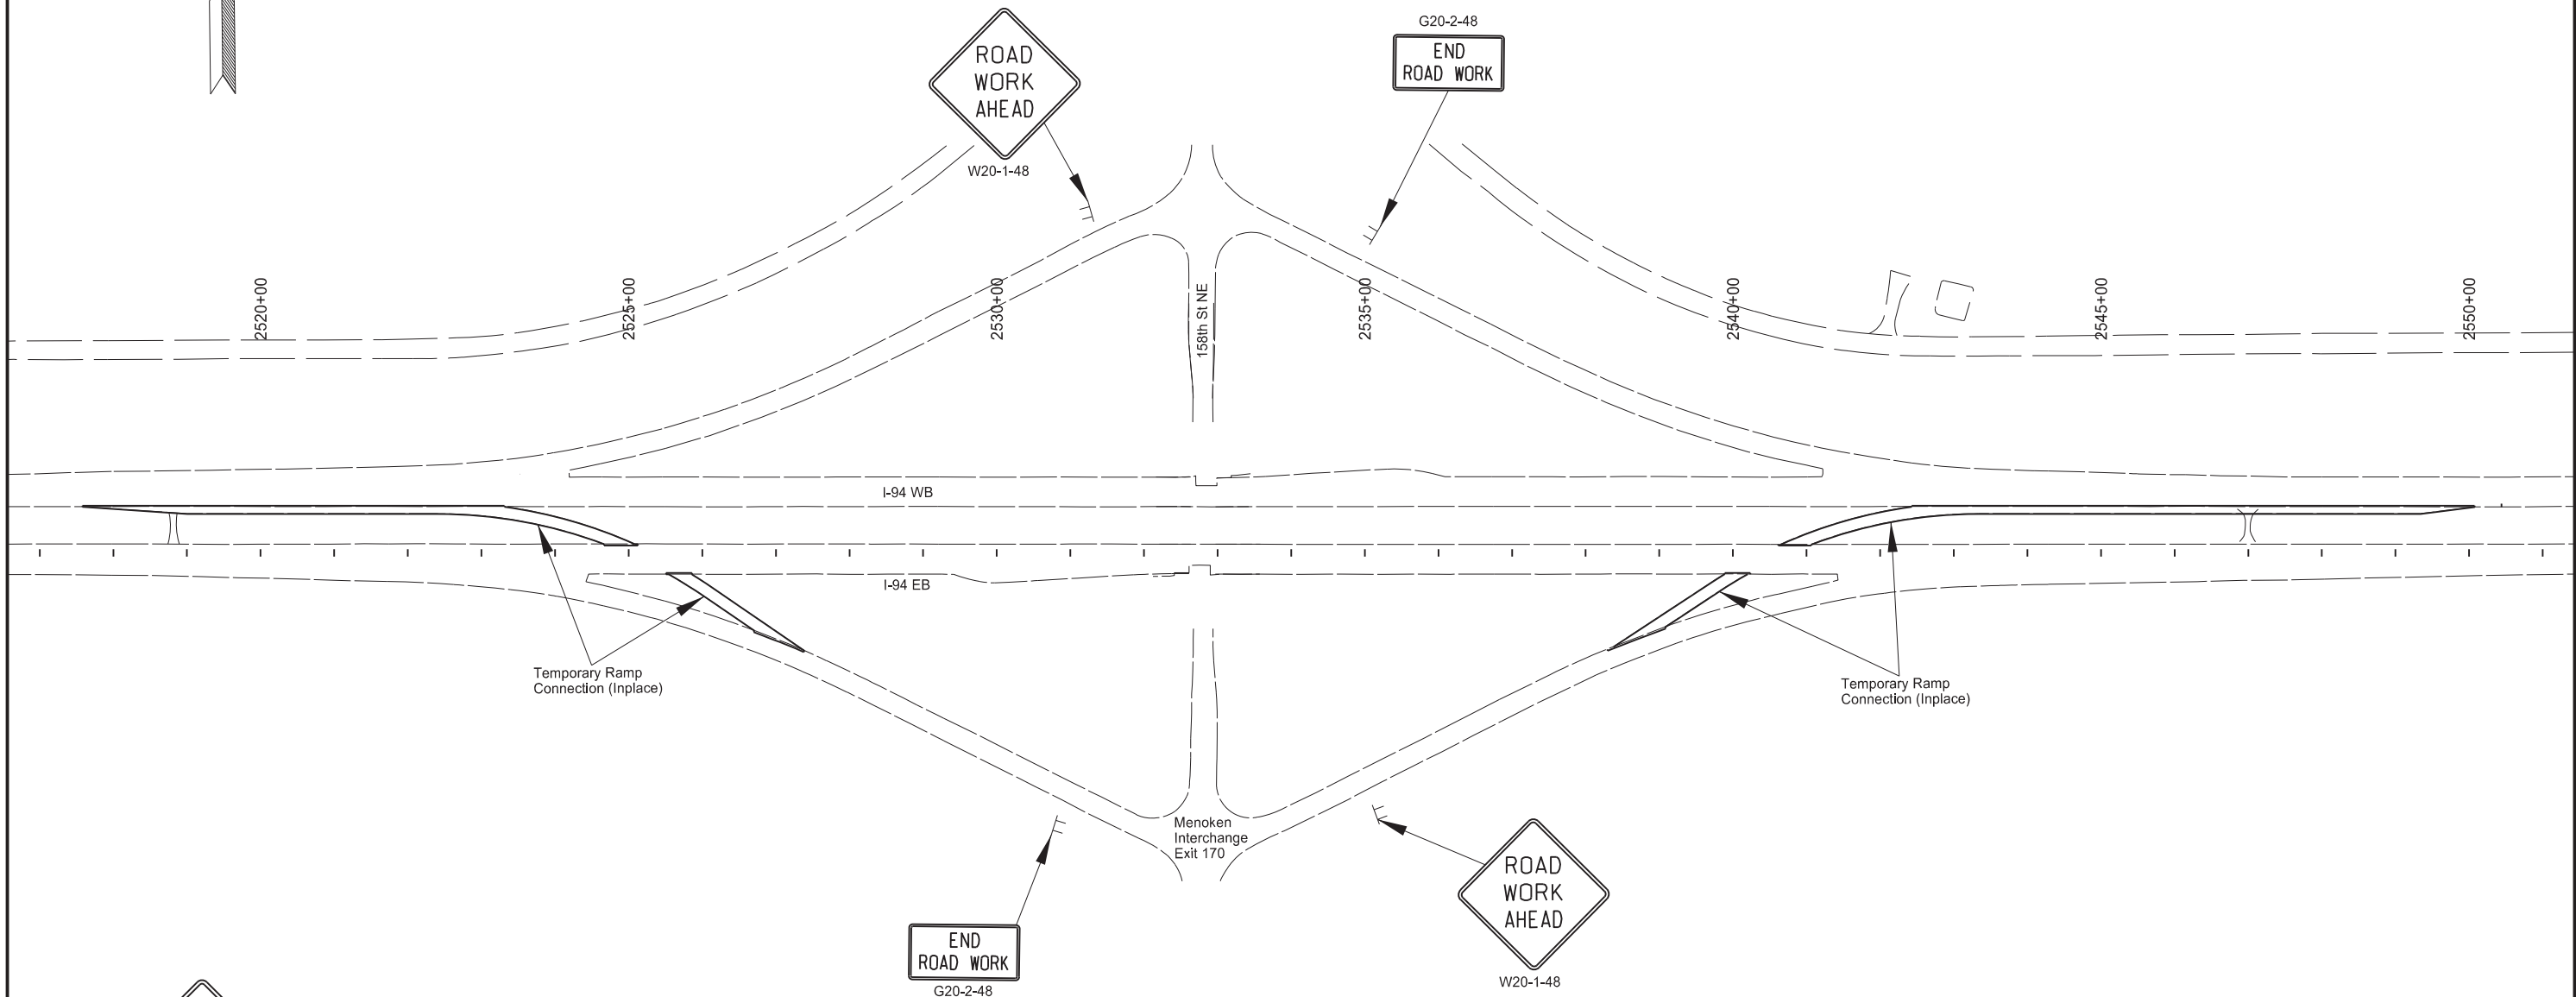 G20-2-48
END
ROAD WORK
ROAD
WORK
AHEAD
W20-1-48
2520+00
2525+00
2530+00
158th St NE
2535+00
2540+00
2545+00
2550+00
I-94 WB
I-94 EB
Temporary Ramp
Connection (Inplace)
Temporary Ramp
Connection (Inplace)
Menoken
Interchange
Exit 170
ROAD
WORK
AHEAD
W20-1-48
END
ROAD WORK
G20-2-48